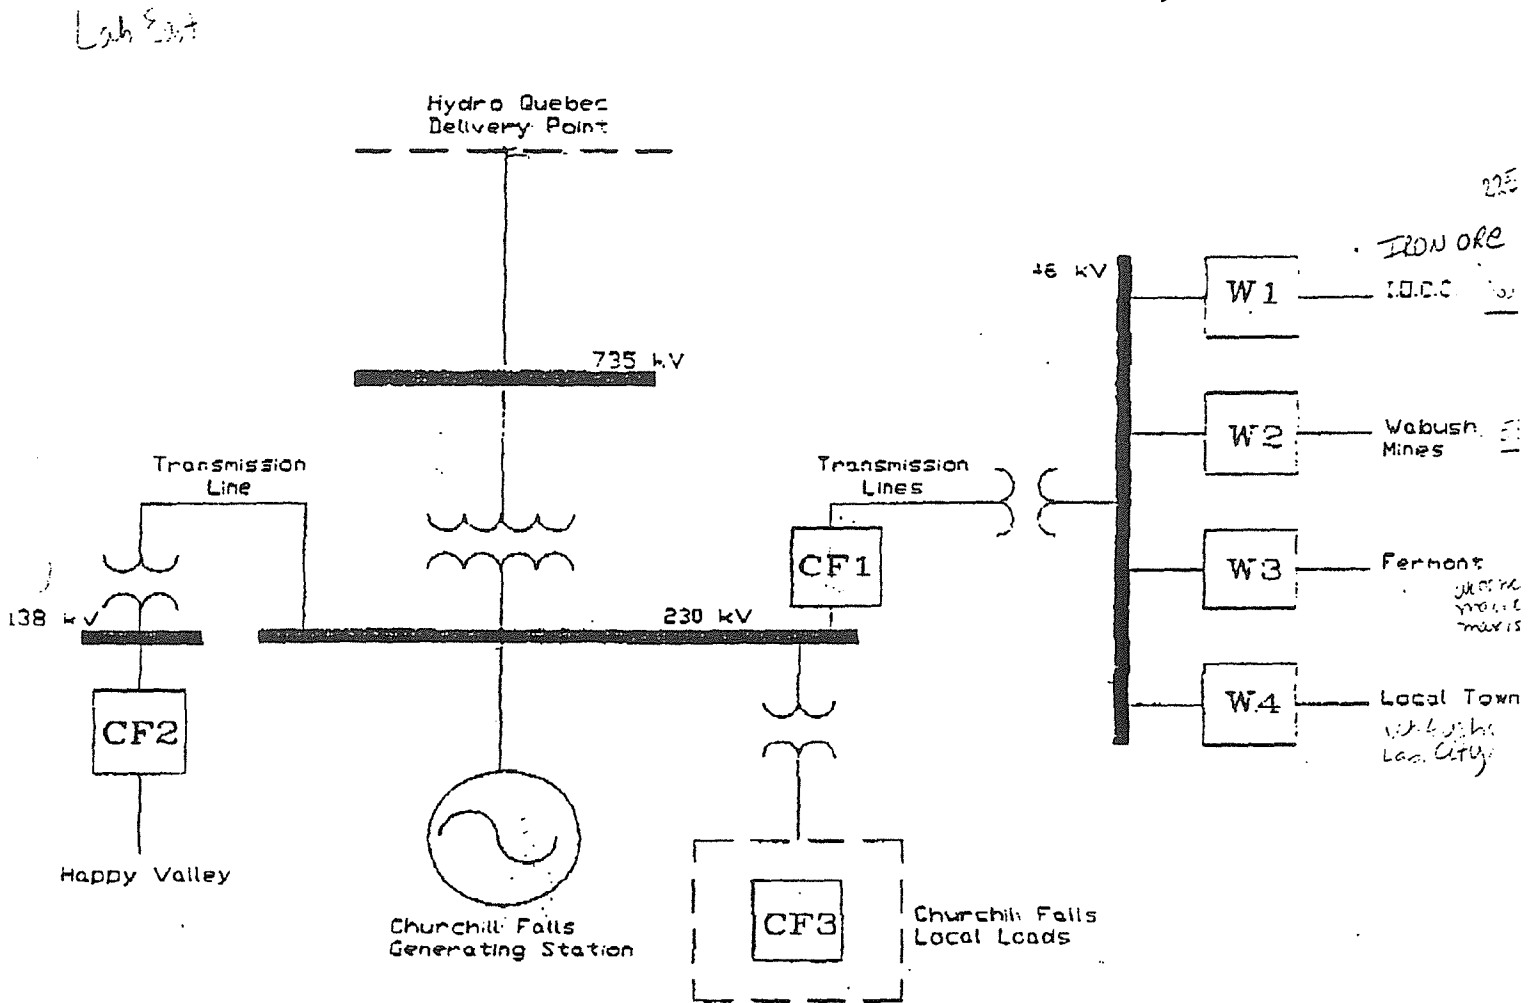 Lab East
Hydro Quebec
Delivery Point
735 kV
46 kV
IRON ORE
W1
I.O.C.C.
W2
Wabush
Mines
Transmission
Line
Transmission
Lines
CF1
W3
Fermont
138 kV
230 kV
W4
Local Town
Lab. City
CF2
Happy Valley
CF3
Churchill Falls
Local Loads
Churchill Falls
Generating Station